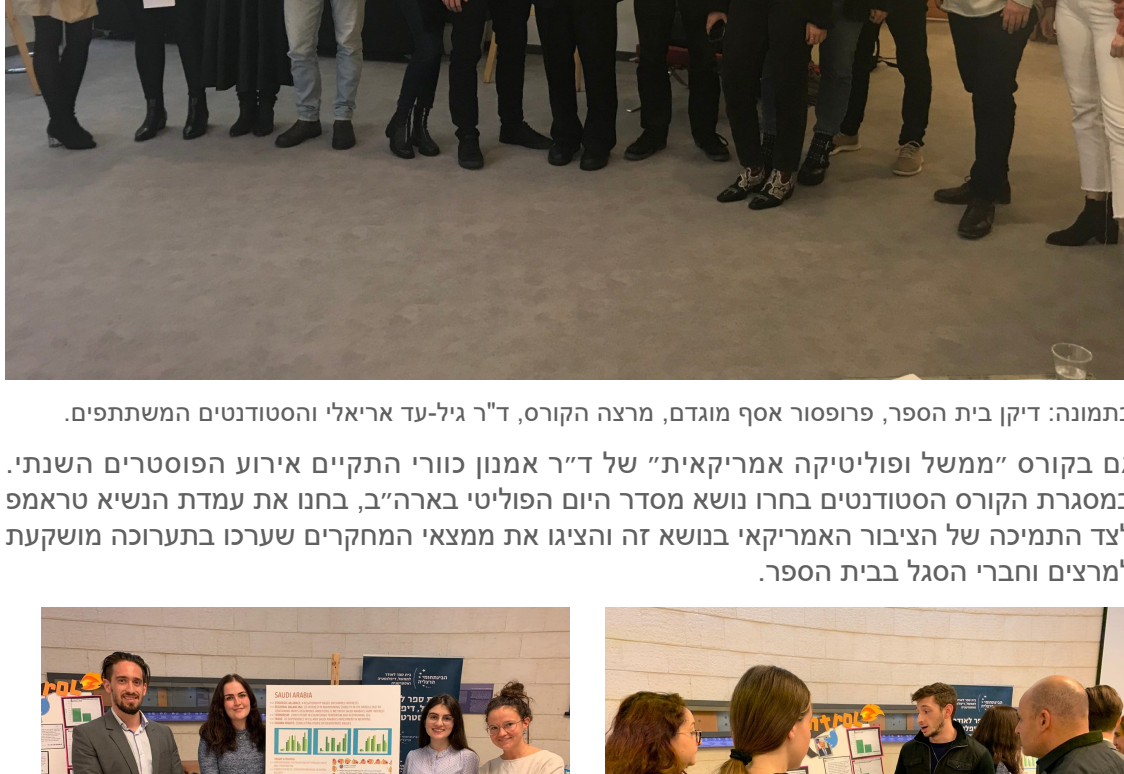 בתמונה: דיקן בית הספר, פרופסור אסף מוגדם, מרצה הקורס, ד"ר גיל-עד אריאלי והסטודנטים המשתתפים.
גם בקורס ״ממשל ופוליטיקה אמריקאית״ של ד״ר אמנון כוורי התקיים אירוע הפוסטרים השנתי.
במסגרת הקורס הסטודנטים בחרו נושא מסדר היום הפוליטי בארה״ב, בחנו את עמדת הנשיא טראמפ
לצד התמיכה של הציבור האמריקאי בנושא זה והציגו את ממצאי המחקרים שערכו בתערוכה מושקעת
למרצים וחברי הסגל בבית הספר.
SAUDI ARABIA
הבינתחומי
הרצליה